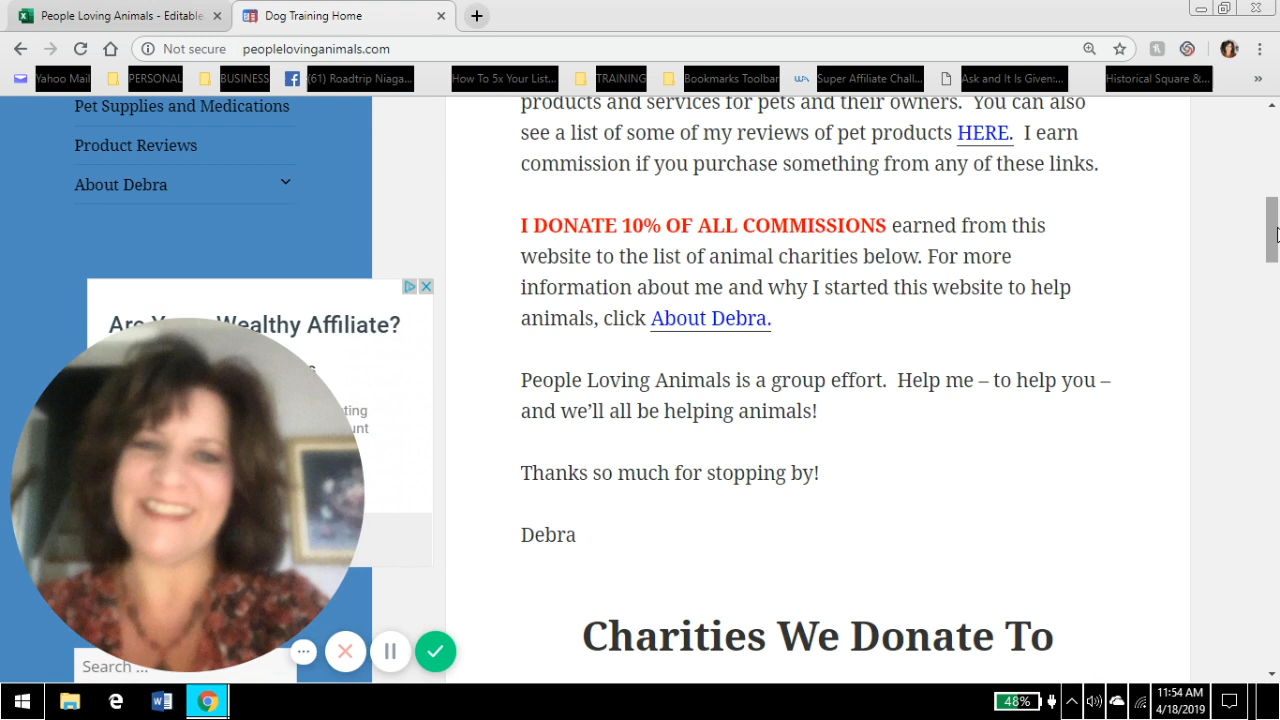 People Loving Animals - Editable
Dog Training Home
Not secure
peoplelovinganimals.com
Yahoo Mail
PERSONAL
BUSINESS
(61) Roadtrip Niaga...
How To 5x Your List...
TRAINING
Bookmarks Toolbar
Super Affiliate Chall...
Ask and It Is Given:...
Historical Square &...
»
Pet Supplies and Medications
Product Reviews
About Debra
products and services for pets and their owners. You can also
see a list of some of my reviews of pet products HERE. I earn
commission if you purchase something from any of these links.
I DONATE 10% OF ALL COMMISSIONS earned from this
website to the list of animal charities below. For more
information about me and why I started this website to help
animals, click About Debra.
People Loving Animals is a group effort. Help me – to help you –
and we’ll all be helping animals!
Thanks so much for stopping by!
Debra
Charities We Donate To
Wealthy Affiliate?
Search ...
48%
11:54 AM
4/18/2019